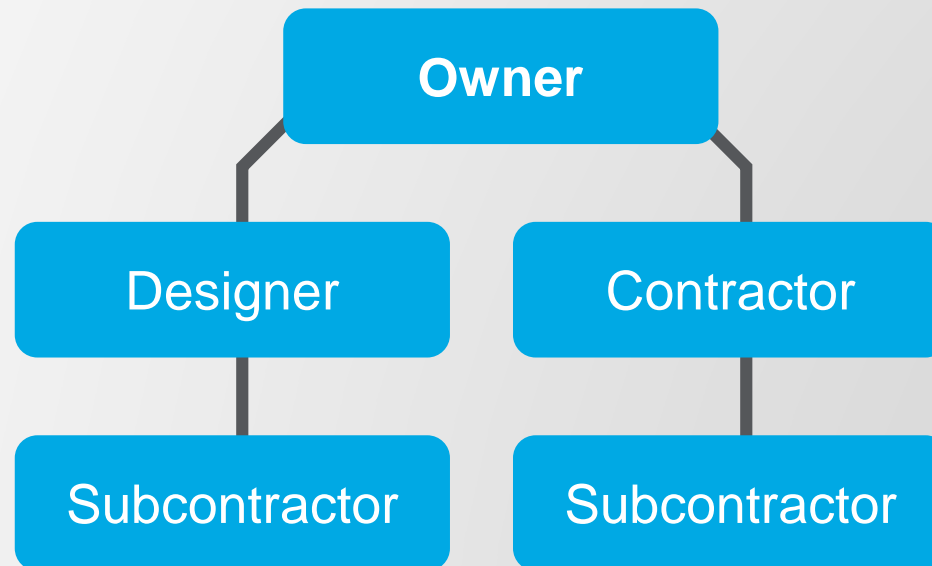 Owner
Designer
Contractor
Subcontractor
Subcontractor